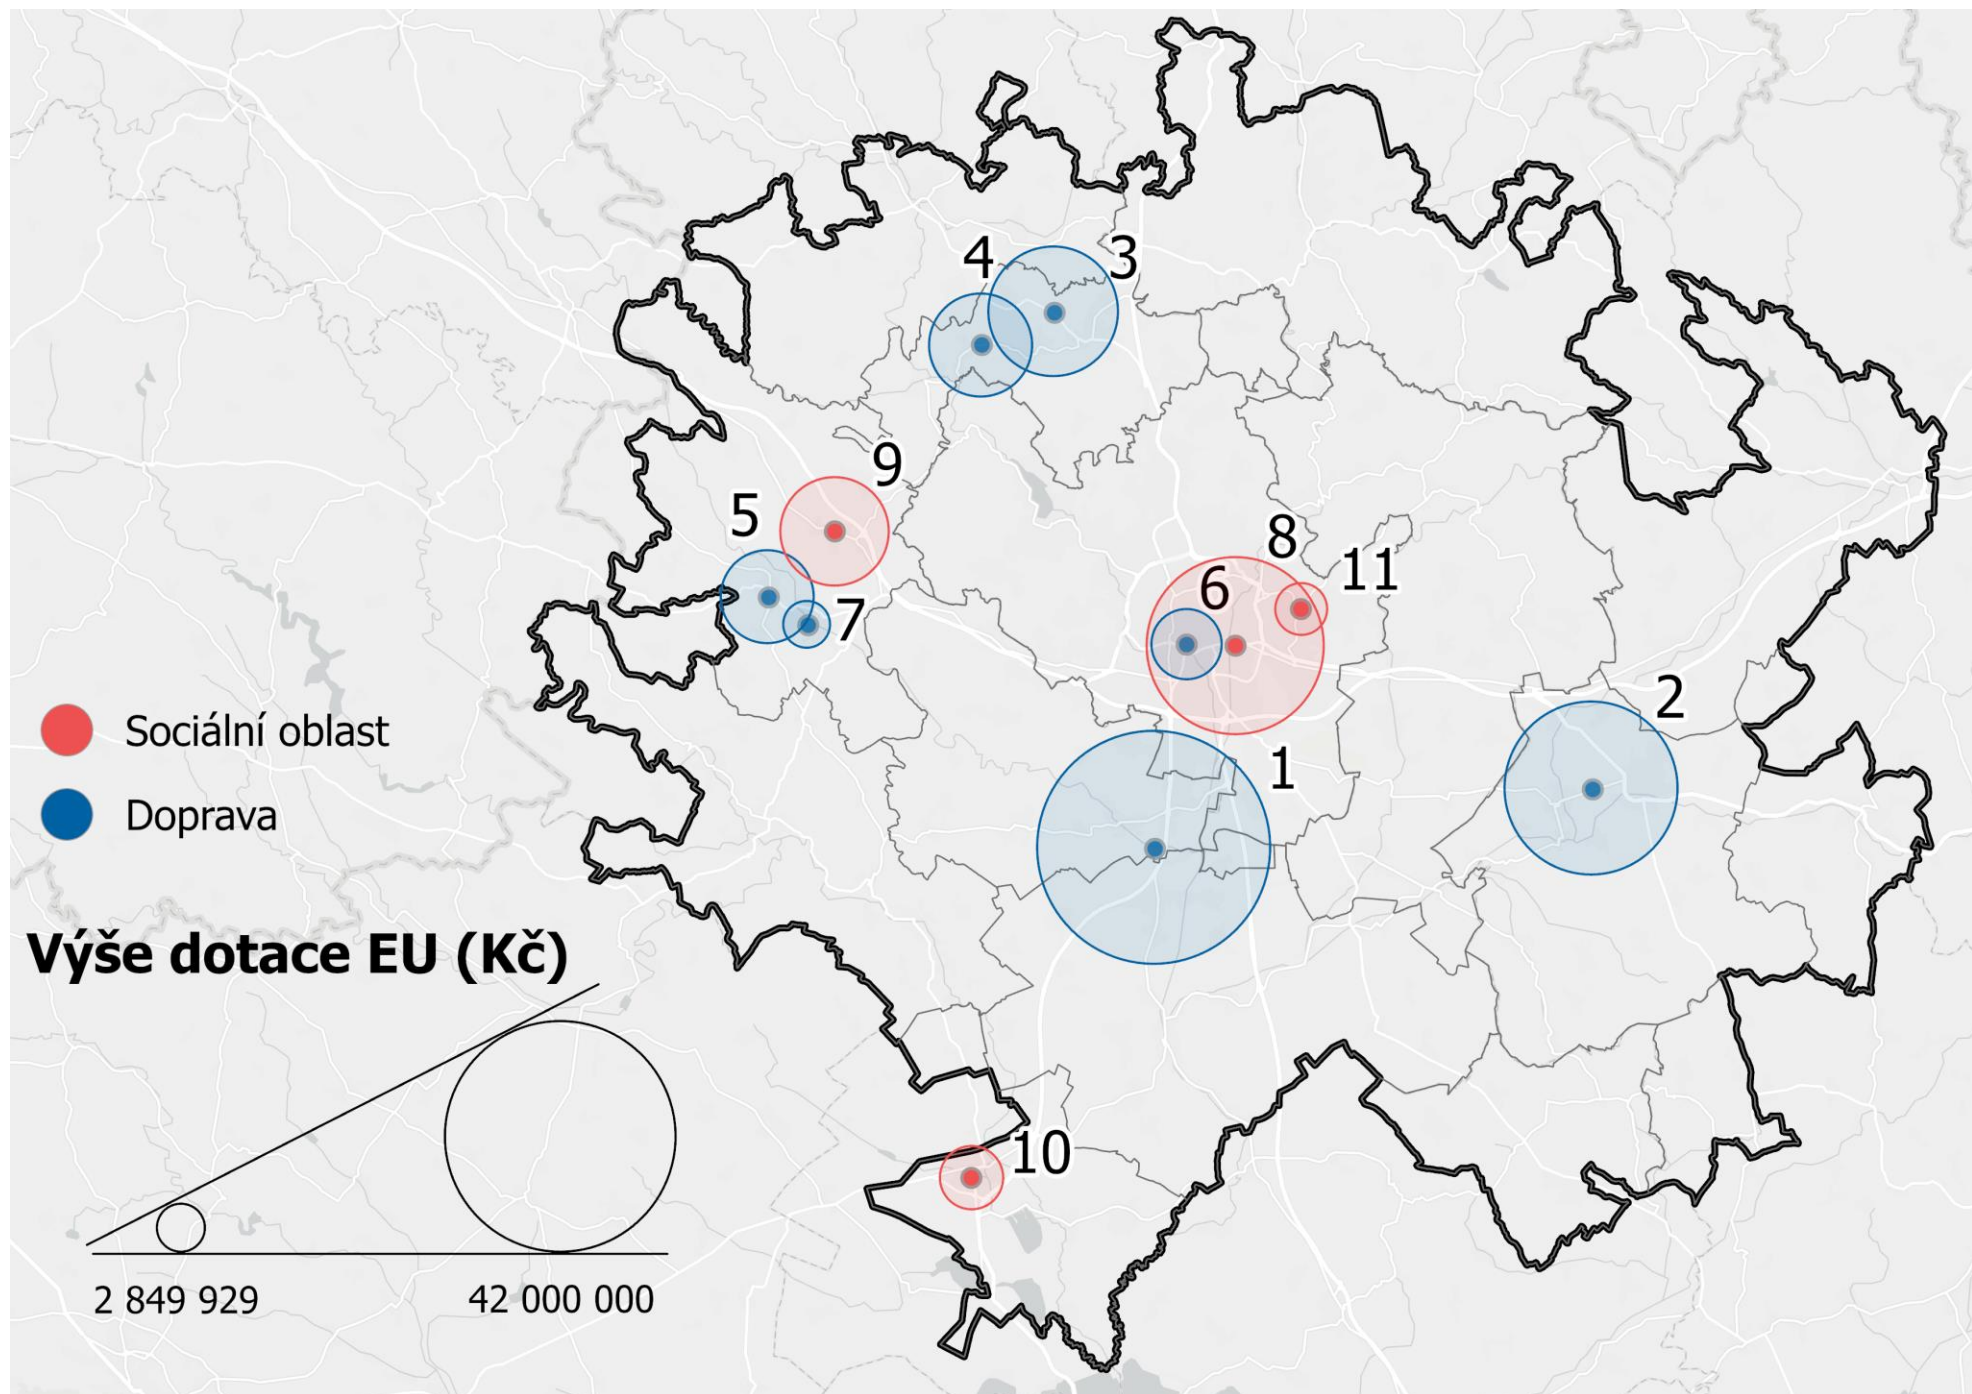 4
3
9
5
8
11
6
7
2
Sociální oblast
1
Doprava
Výše dotace EU (Kč)
10
2 849 929
42 000 000